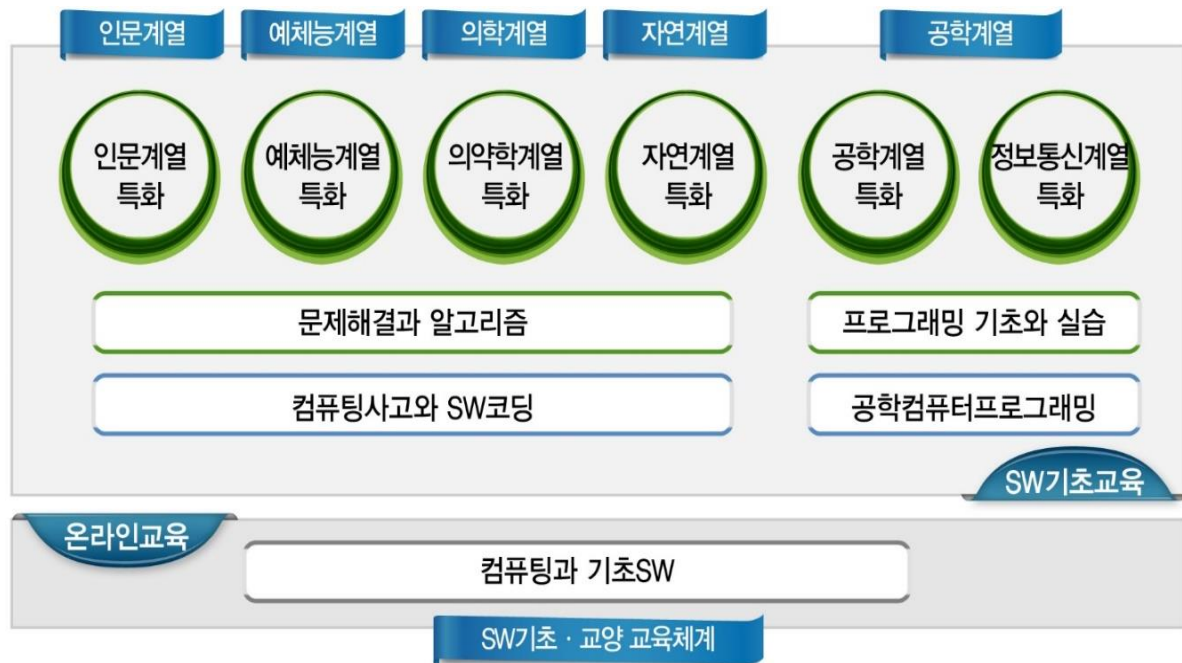 인문계열 예체능계열 의학계열 자연계열 공학계열
인문계열 예체능계열 의약학계열 자연계열 공학계열 정보통신계열
특화 특화 특화 특화 특화 특화
문제해결과 알고리즘 프로그래밍 기초와 실습
컴퓨팅사고와 SW코딩 공학컴퓨터프로그래밍
SW기초교육
온라인교육
컴퓨팅과 기초SW
SW기초 · 교양 교육체계